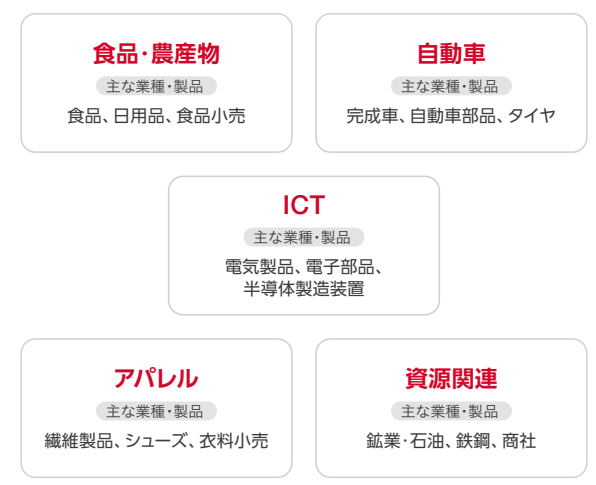 食品・農産物
主な業種・製品
食品、日用品、食品小売
自動車
主な業種・製品
完成車、自動車部品、タイヤ
ICT
主な業種・製品
電気製品、電子部品、
半導体製造装置
アパレル
主な業種・製品
繊維製品、シューズ、衣料小売
資源関連
主な業種・製品
鉱業・石油、鉄鋼、商社